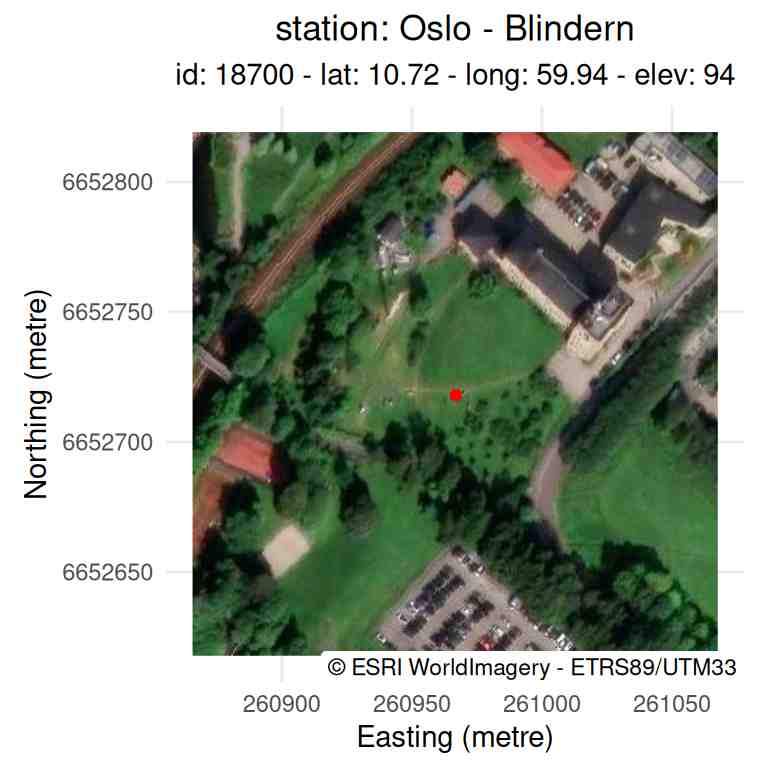 station: Oslo - Blindern
id: 18700 - lat: 10.72 - long: 59.94 - elev: 94
6652800
6652750
6652700
6652650
Northing (metre)
© ESRI WorldImagery - ETRS89/UTM33
260900 260950 261000 261050
Easting (metre)